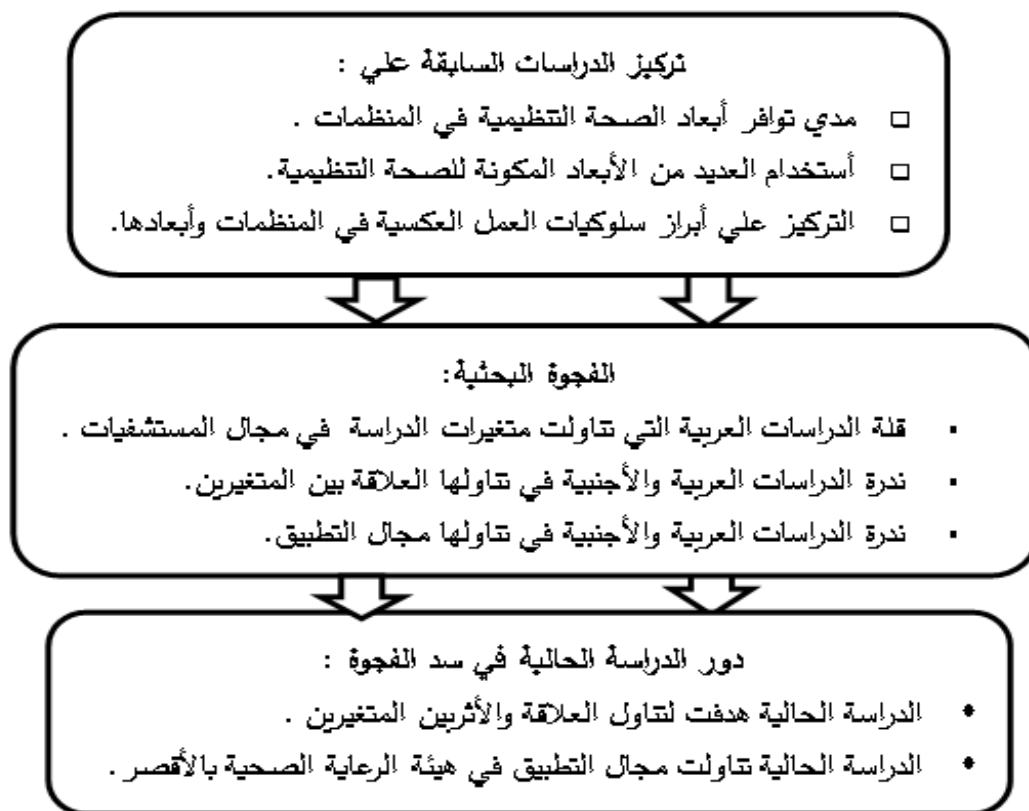 تركيز الدراسات السابقة علي :
□ مدي توافر أبعاد الصحة التنظيمية في المنظمات .
□ أستخدام العديد من الأبعاد المكونة للصحة التنظيمية.
□ التركيز علي أبراز سلوكيات العمل العكسية في المنظمات وأبعادها.
الفجوة البحثية:
▪ قلة الدراسات العربية التي تناولت متغيرات الدراسة في مجال المستشفيات .
▪ ندرة الدراسات العربية والأجنبية في تناولها العلاقة بين المتغيرين.
▪ ندرة الدراسات العربية والأجنبية في تناولها مجال التطبيق.
دور الدراسة الحالية في سد الفجوة :
• الدراسة الحالية هدفت لتناول العلاقة والأثربين المتغيرين .
• الدراسة الحالية تناولت مجال التطبيق في هيئة الرعاية الصحية بالأقصر .